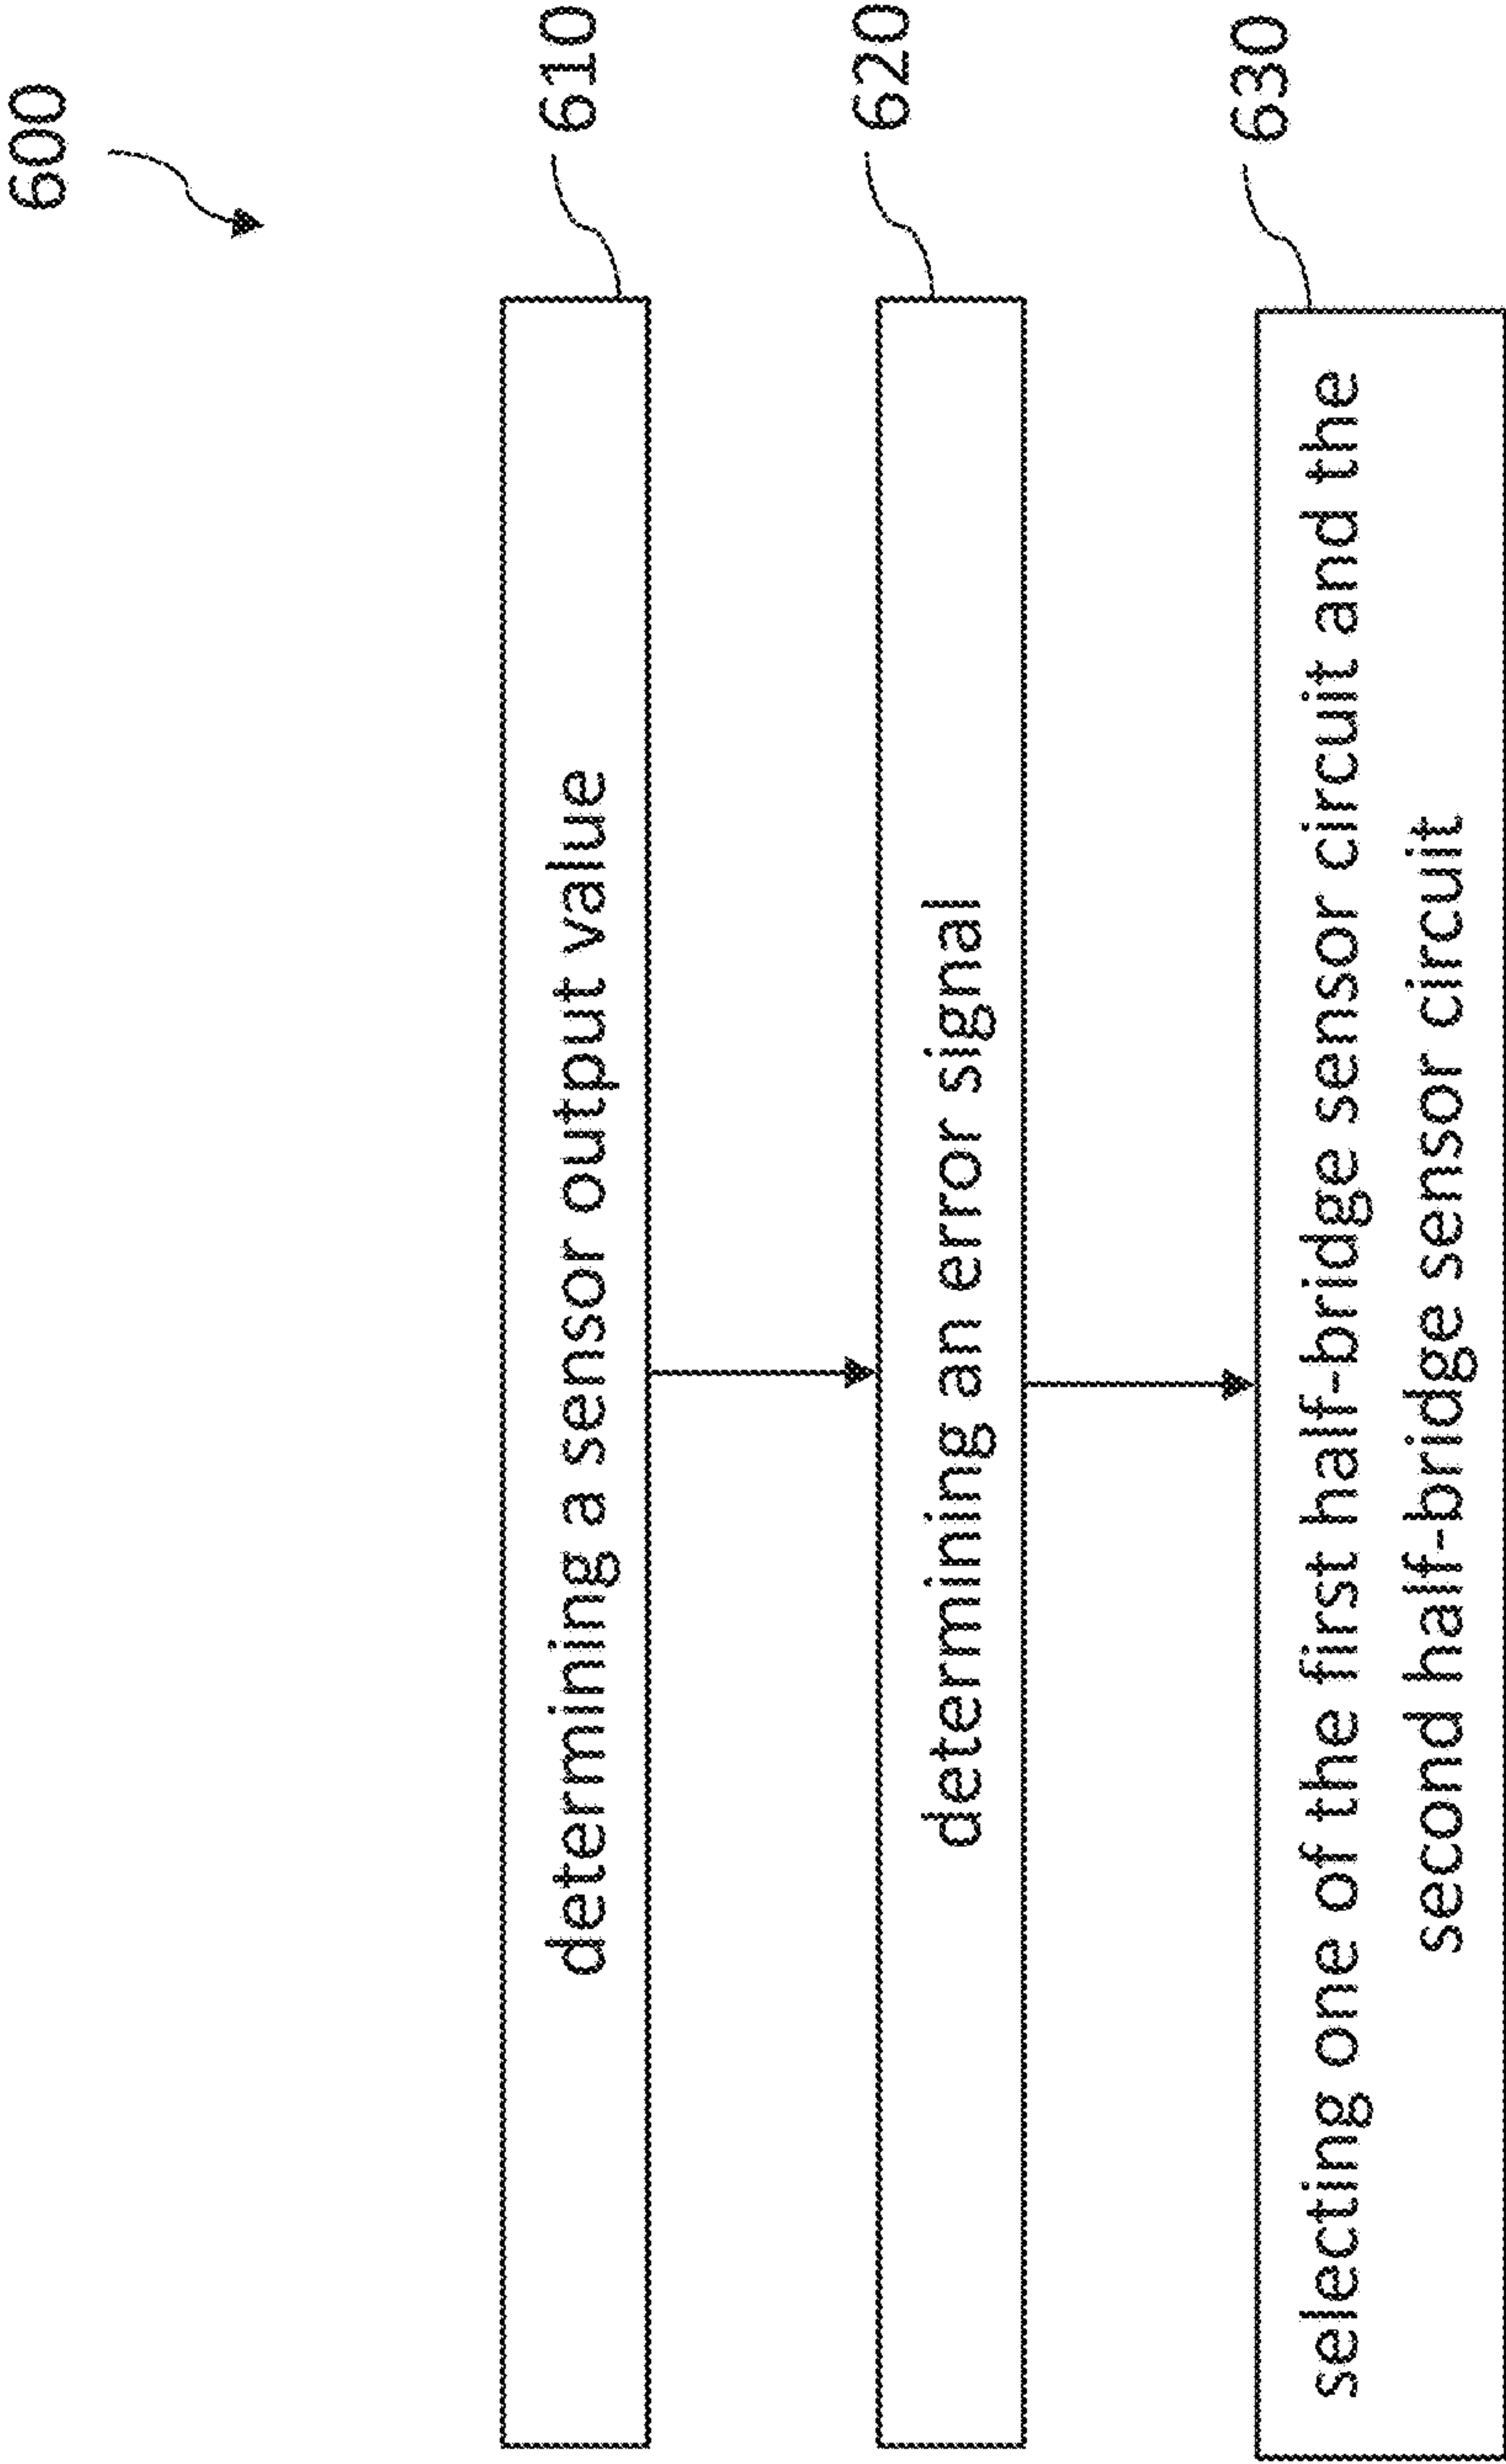 600
determining a sensor output value
610
determining an error signal
620
selecting one of the first half-bridge sensor circuit and the
second half-bridge sensor circuit
630